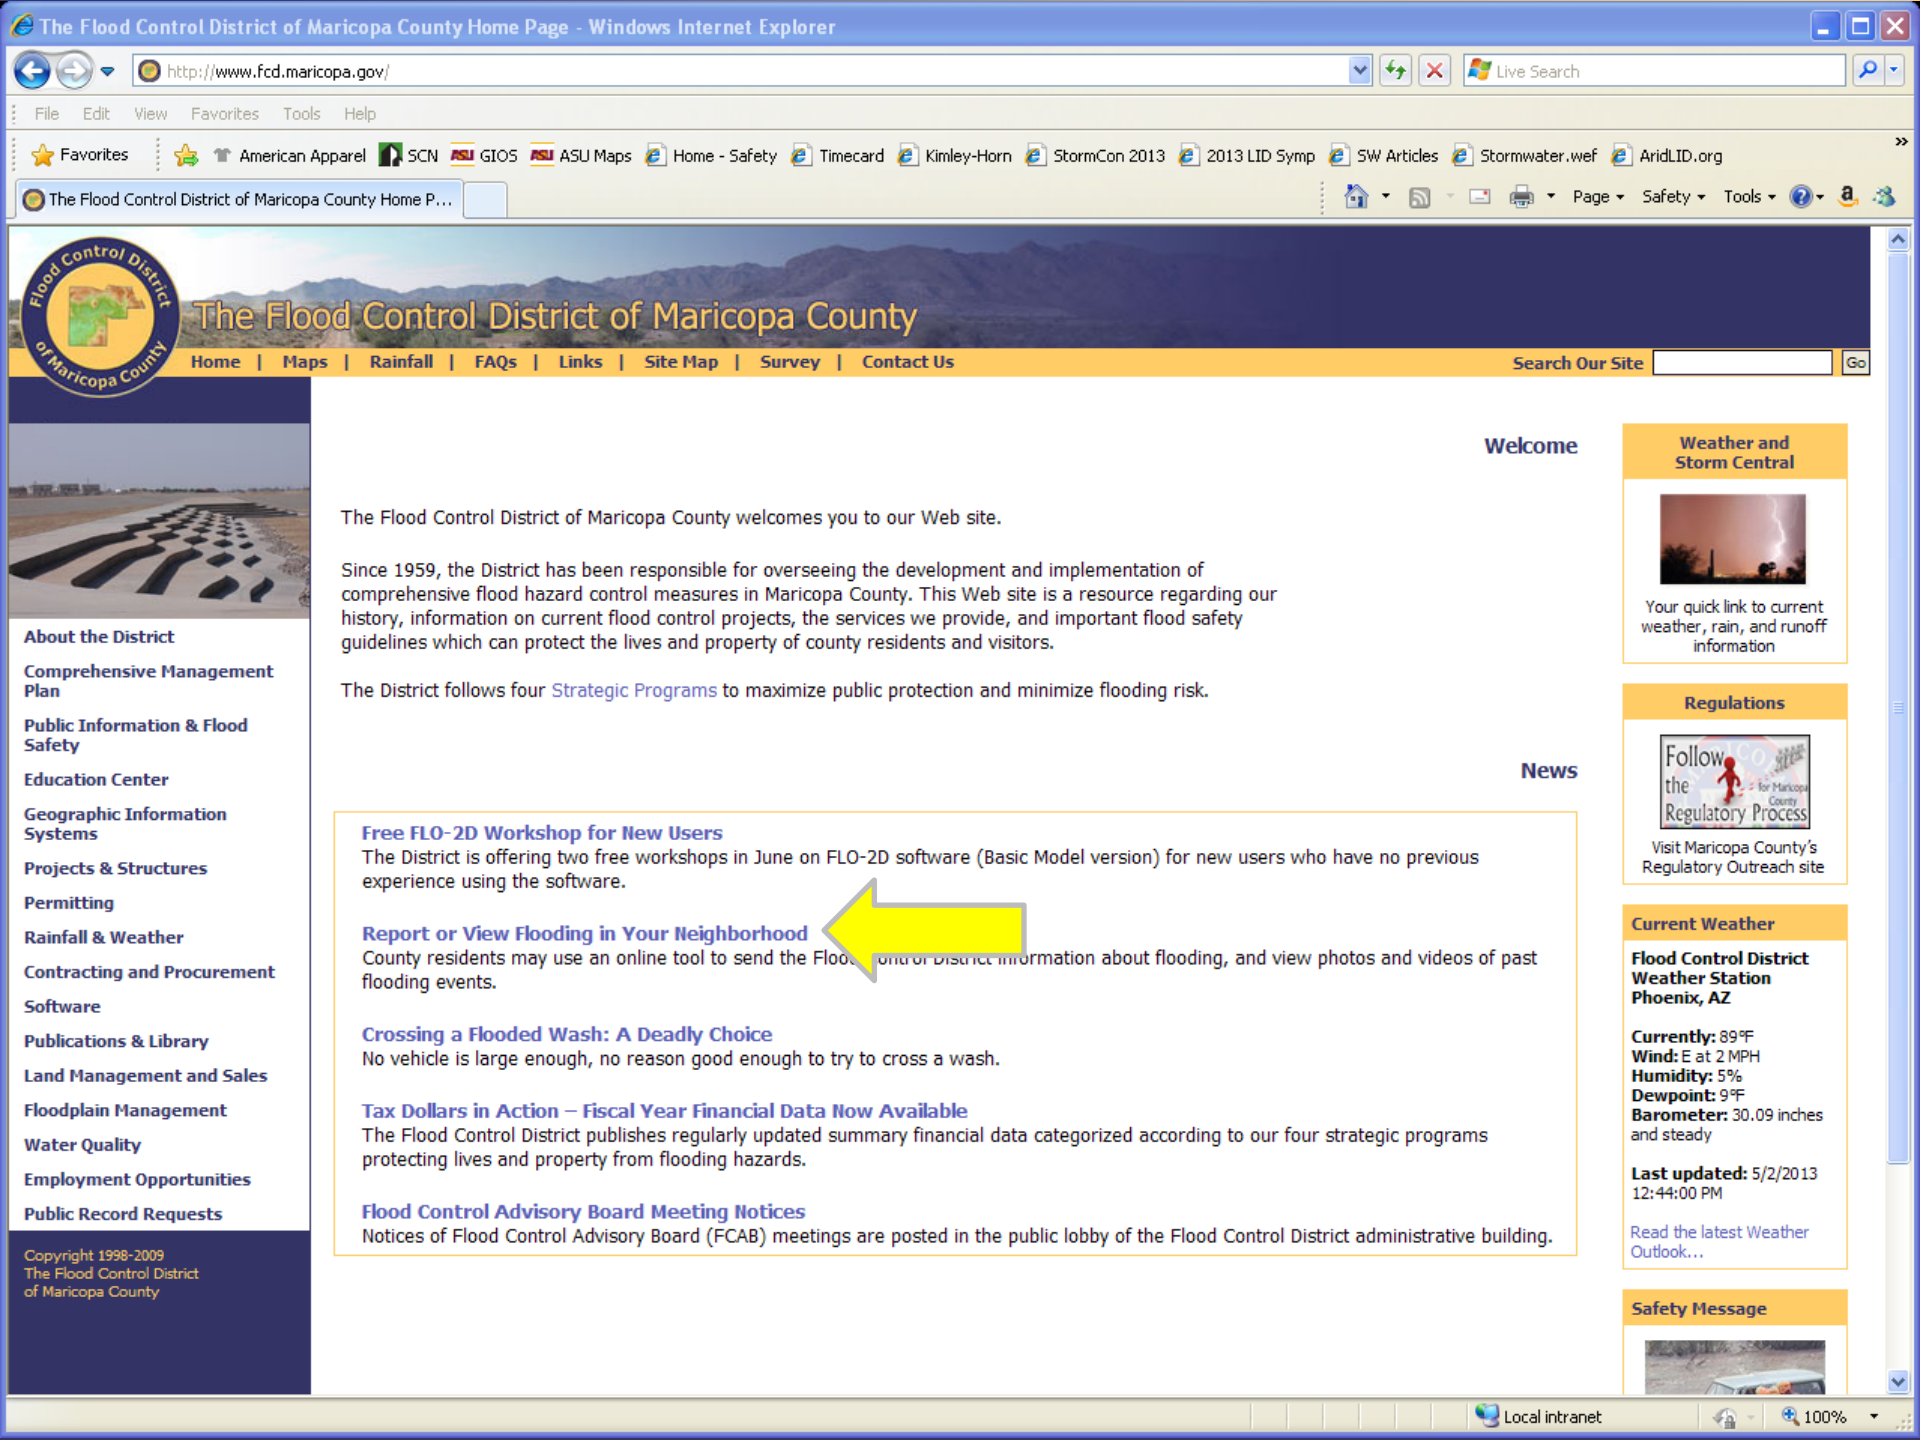 The Flood Control District of Maricopa County Home Page - Windows Internet Explorer
http://www.fcd.maricopa.gov/
Live Search
File Edit View Favorites Tools Help
Favorites American Apparel SCN ASU GIOS ASU ASU Maps Home - Safety Timecard Kimley-Horn StormCon 2013 2013 LID Symp SW Articles Stormwater.wef AridLID.org
The Flood Control District of Maricopa County Home P...
Page Safety Tools
Flood Control District
of Maricopa County
The Flood Control District of Maricopa County
Home | Maps | Rainfall | FAQs | Links | Site Map | Survey | Contact Us
Search Our Site Go
About the District
Comprehensive Management
Plan
Public Information & Flood
Safety
Education Center
Geographic Information
Systems
Projects & Structures
Permitting
Rainfall & Weather
Contracting and Procurement
Software
Publications & Library
Land Management and Sales
Floodplain Management
Water Quality
Employment Opportunities
Public Record Requests
Copyright 1998-2009
The Flood Control District
of Maricopa County
Welcome
The Flood Control District of Maricopa County welcomes you to our Web site.
Since 1959, the District has been responsible for overseeing the development and implementation of
comprehensive flood hazard control measures in Maricopa County. This Web site is a resource regarding our
history, information on current flood control projects, the services we provide, and important flood safety
guidelines which can protect the lives and property of county residents and visitors.
The District follows four Strategic Programs to maximize public protection and minimize flooding risk.
News
Free FLO-2D Workshop for New Users
The District is offering two free workshops in June on FLO-2D software (Basic Model version) for new users who have no previous
experience using the software.
Report or View Flooding in Your Neighborhood
County residents may use an online tool to send the Flood Control District information about flooding, and view photos and videos of past
flooding events.
Crossing a Flooded Wash: A Deadly Choice
No vehicle is large enough, no reason good enough to try to cross a wash.
Tax Dollars in Action – Fiscal Year Financial Data Now Available
The Flood Control District publishes regularly updated summary financial data categorized according to our four strategic programs
protecting lives and property from flooding hazards.
Flood Control Advisory Board Meeting Notices
Notices of Flood Control Advisory Board (FCAB) meetings are posted in the public lobby of the Flood Control District administrative building.
Weather and
Storm Central
Your quick link to current
weather, rain, and runoff
information
Regulations
Follow
the for Maricopa
County
Regulatory Process
Visit Maricopa County's
Regulatory Outreach site
Current Weather
Flood Control District
Weather Station
Phoenix, AZ
Currently: 89°F
Wind: E at 2 MPH
Humidity: 5%
Dewpoint: 9°F
Barometer: 30.09 inches
and steady
Last updated: 5/2/2013
12:44:00 PM
Read the latest Weather
Outlook...
Safety Message
Local intranet 100%